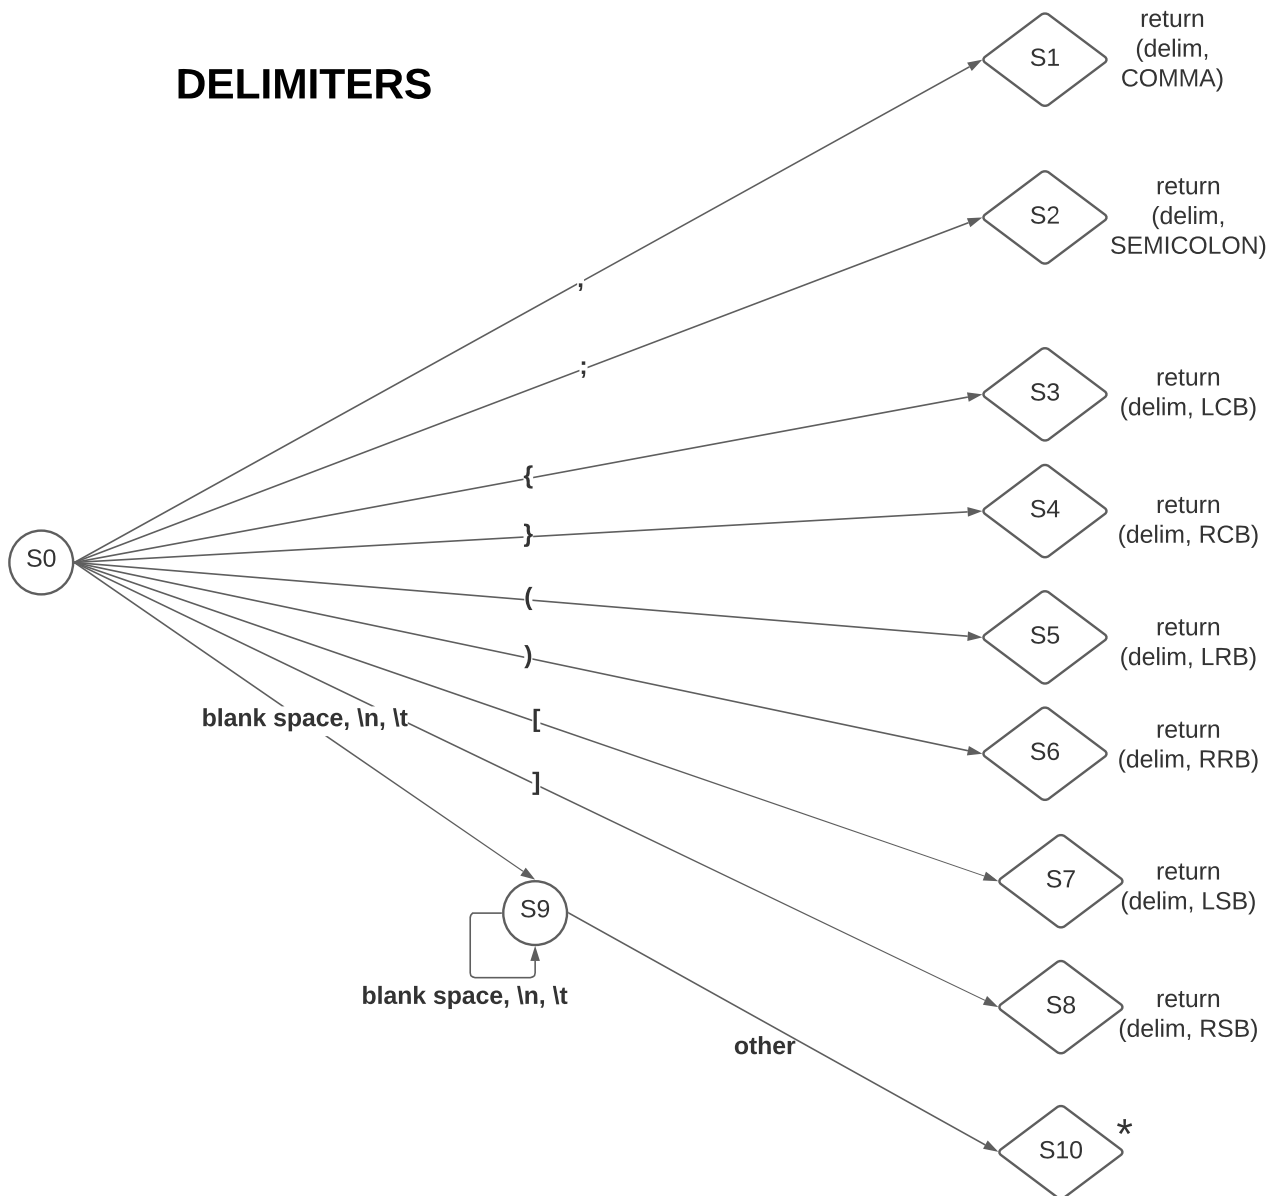 DELIMITERS
return
(delim,
COMMA)
S1
return
(delim,
SEMICOLON)
S2
,
;
return
(delim, LCB)
S3
{
return
(delim, RCB)
S4
}
S0
(
return
(delim, LRB)
S5
)
return
(delim, RRB)
S6
blank space, \n, \t
[
]
return
(delim, LSB)
S7
S9
blank space, \n, \t
return
(delim, RSB)
S8
other
*
S10